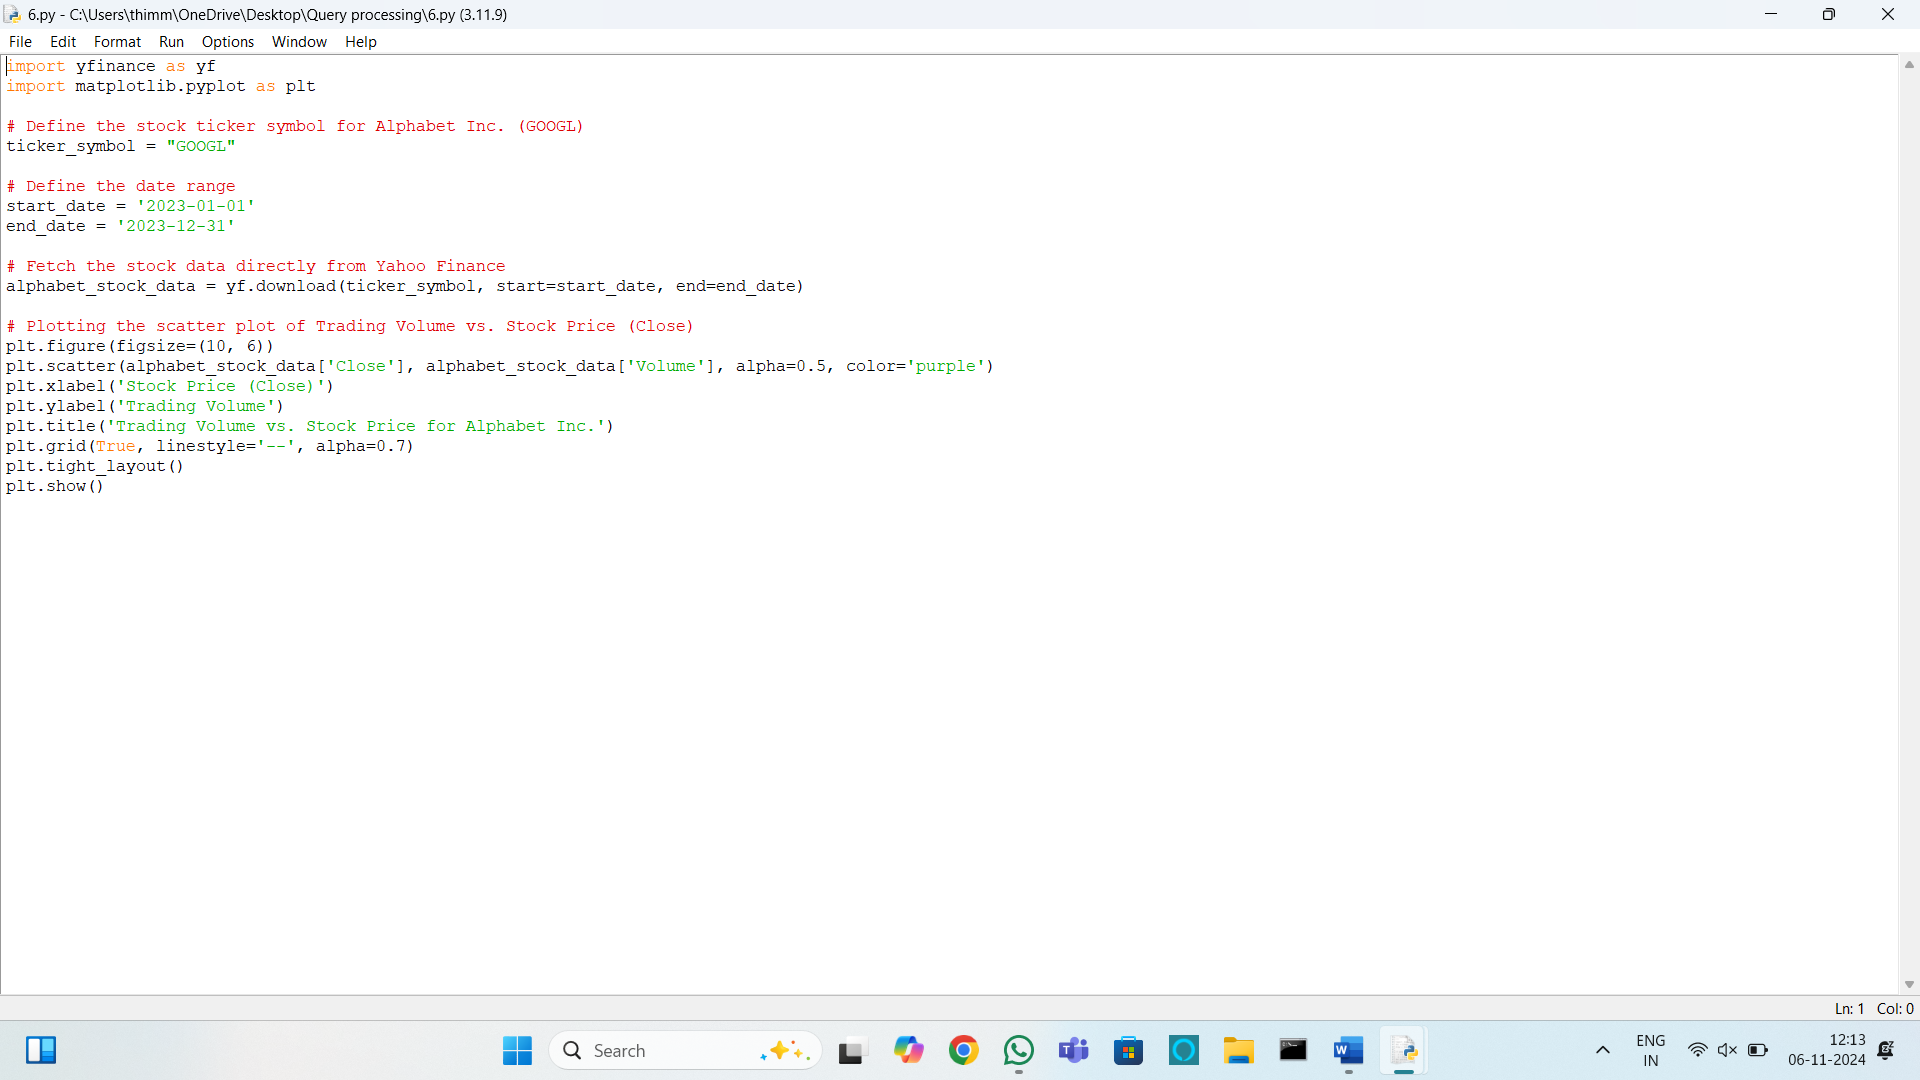 6.py - C:\Users\thimm\OneDrive\Desktop\Query processing\6.py (3.11.9)
File Edit Format Run Options Window Help
import yfinance as yf
import matplotlib.pyplot as plt

# Define the stock ticker symbol for Alphabet Inc. (GOOGL)
ticker_symbol = "GOOGL"

# Define the date range
start_date = '2023-01-01'
end_date = '2023-12-31'

# Fetch the stock data directly from Yahoo Finance
alphabet_stock_data = yf.download(ticker_symbol, start=start_date, end=end_date)

# Plotting the scatter plot of Trading Volume vs. Stock Price (Close)
plt.figure(figsize=(10, 6))
plt.scatter(alphabet_stock_data['Close'], alphabet_stock_data['Volume'], alpha=0.5, color='purple')
plt.xlabel('Stock Price (Close)')
plt.ylabel('Trading Volume')
plt.title('Trading Volume vs. Stock Price for Alphabet Inc.')
plt.grid(True, linestyle='--', alpha=0.7)
plt.tight_layout()
plt.show()
Ln: 1 Col: 0
Search
ENG
IN
12:13
06-11-2024